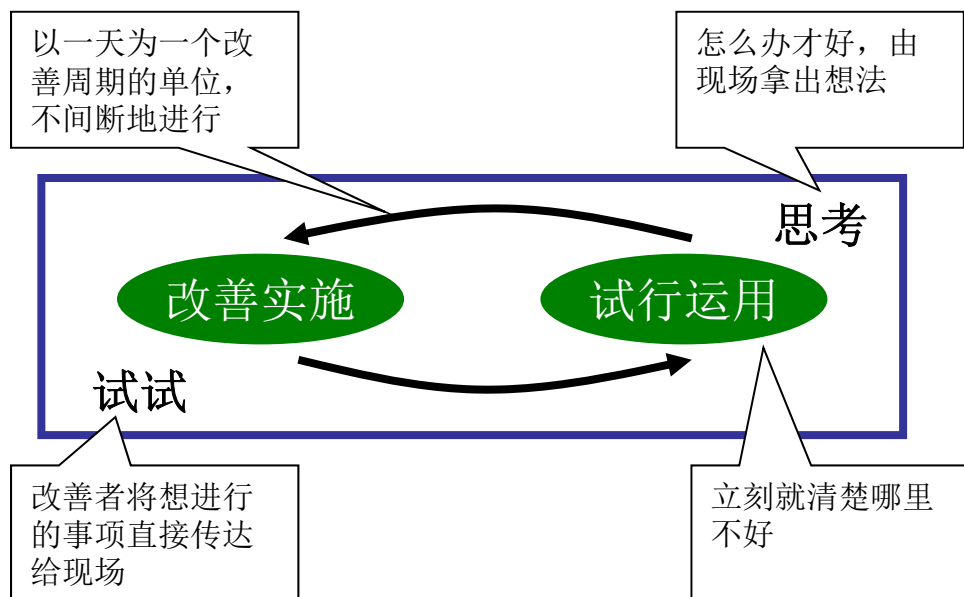 以一天为一个改
善周期的单位，
不间断地进行
怎么办才好，由
现场拿出想法
思考
改善实施
试行运用
试试
改善者将想进行
的事项直接传达
给现场
立刻就清楚哪里
不好